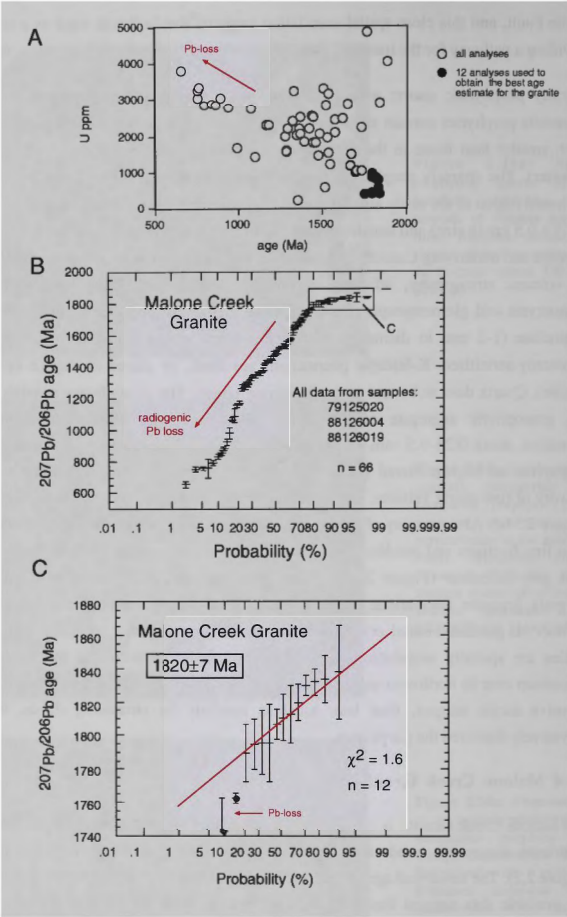 A
5000
4000
3000
2000
1000
0
U ppm
Pb-loss
all analyses
12 analyses used to
obtain the best age
estimate for the granite
500
1000
1500
2000
age (Ma)
B
2000
1800
1600
1400
1200
1000
800
600
207Pb/206Pb age (Ma)
Malone Creek
Granite
C
radiogenic
Pb loss
All data from samples:
79125020
88126004
88126019
n = 66
.01 .1 1 5 10 20 30 50 70 80 90 95 99 99.9 99.99
Probability (%)
C
1880
1860
1840
1820
1800
1780
1760
1740
207Pb/206Pb age (Ma)
Malone Creek Granite
1820±7 Ma
χ2 = 1.6
n = 12
Pb-loss
.01 .1 1 5 10 20 30 50 70 80 90 95 99 99.9 99.99
Probability (%)